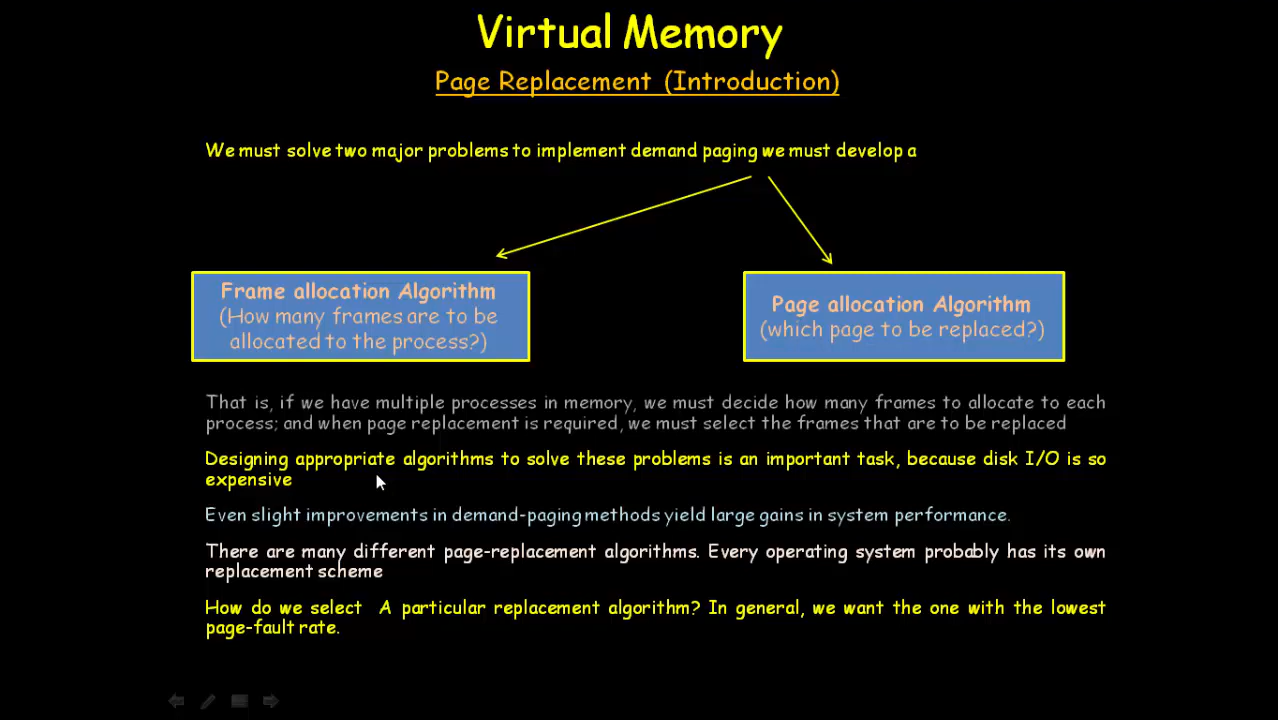 Virtual Memory
Page Replacement (Introduction)
We must solve two major problems to implement demand paging we must develop a
Frame allocation Algorithm
(How many frames are to be
allocated to the process?)
Page allocation Algorithm
(which page to be replaced?)
That is, if we have multiple processes in memory, we must decide how many frames to allocate to each
process; and when page replacement is required, we must select the frames that are to be replaced
Designing appropriate algorithms to solve these problems is an important task, because disk I/O is so
expensive
Even slight improvements in demand-paging methods yield large gains in system performance.
There are many different page-replacement algorithms. Every operating system probably has its own
replacement scheme
How do we select A particular replacement algorithm? In general, we want the one with the lowest
page-fault rate.